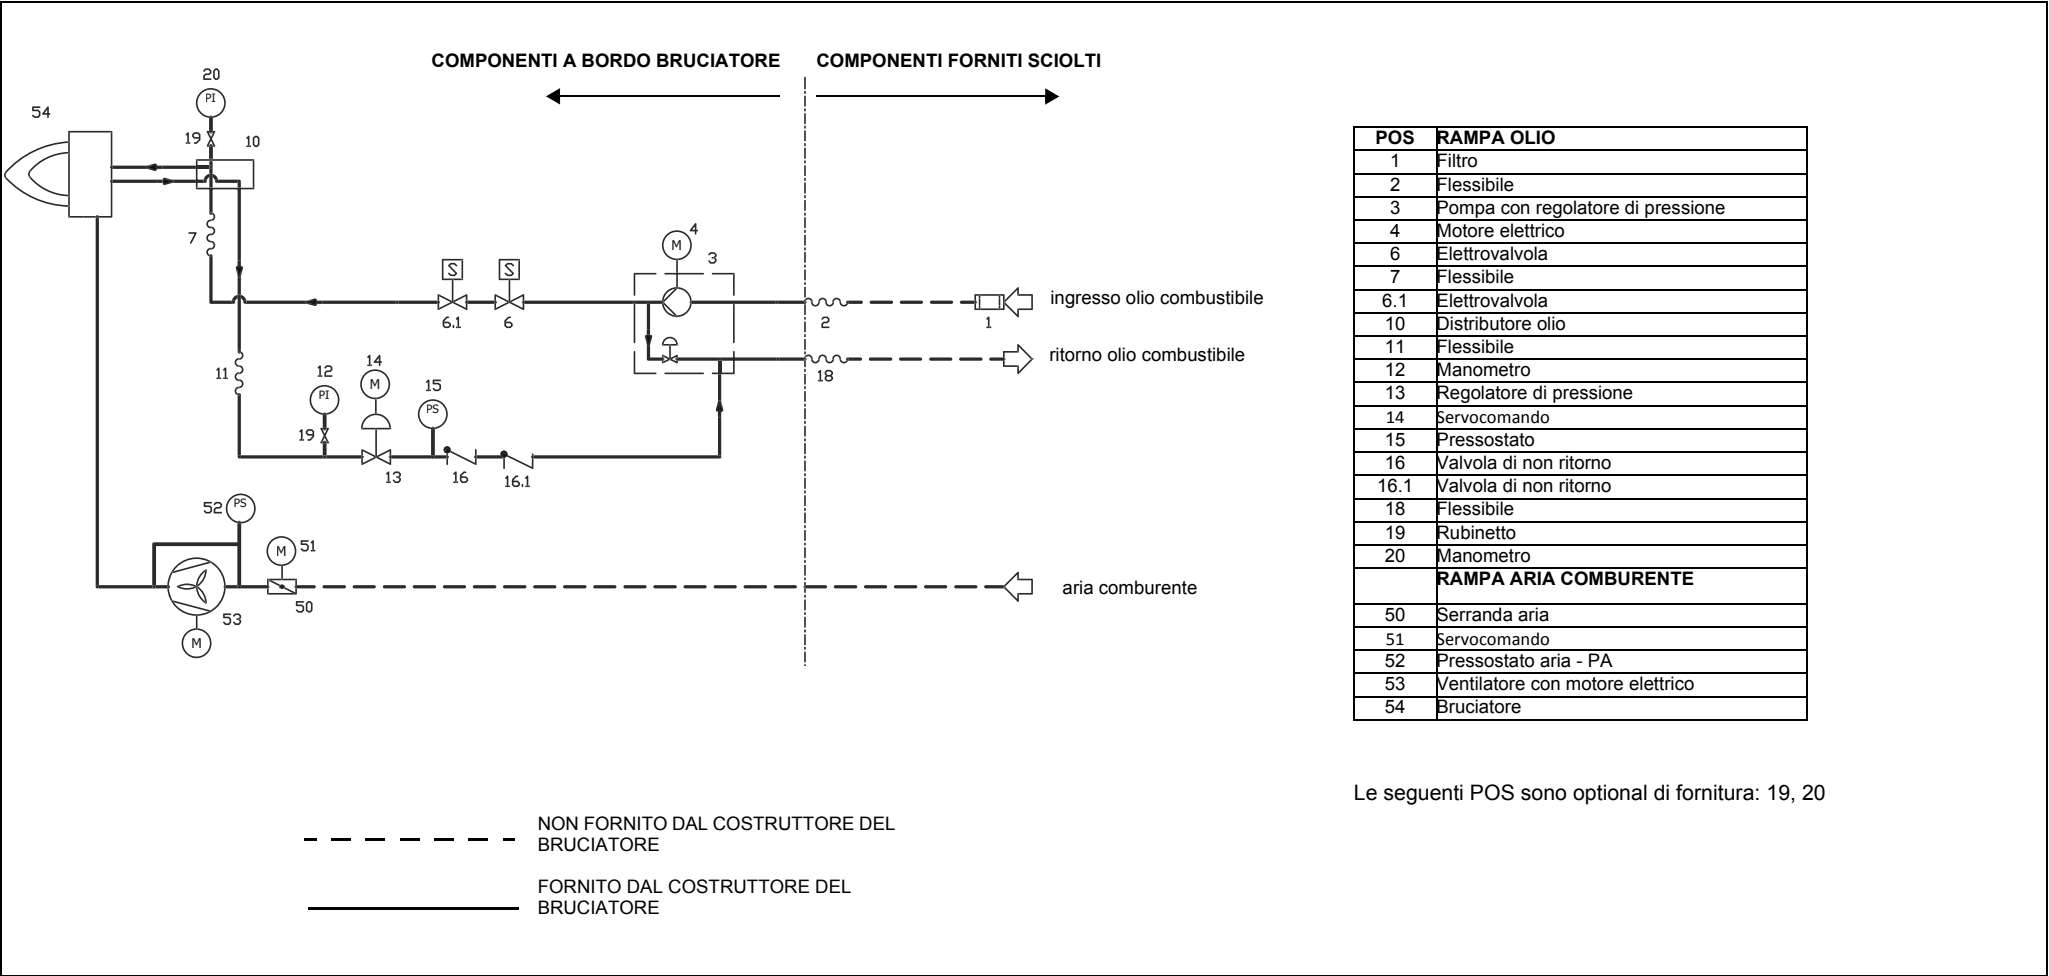 COMPONENTI A BORDO BRUCIATORE
COMPONENTI FORNITI SCIOLTI
20
PI
54
19
10
7
4
M
3
S
S
6.1
6
2
1
ingresso olio combustibile
18
ritorno olio combustibile
11
12
PI
19
14
M
15
PS
13
16
16.1
52
PS
M
51
50
53
M
aria comburente
POS RAMPA OLIO
1 Filtro
2 Flessibile
3 Pompa con regolatore di pressione
4 Motore elettrico
6 Elettrovalvola
7 Flessibile
6.1 Elettrovalvola
10 Distributore olio
11 Flessibile
12 Manometro
13 Regolatore di pressione
14 Servocomando
15 Pressostato
16 Valvola di non ritorno
16.1 Valvola di non ritorno
18 Flessibile
19 Rubinetto
20 Manometro
RAMPA ARIA COMBURENTE
50 Serranda aria
51 Servocomando
52 Pressostato aria - PA
53 Ventilatore con motore elettrico
54 Bruciatore
Le seguenti POS sono optional di fornitura: 19, 20
NON FORNITO DAL COSTRUTTORE DEL
BRUCIATORE
FORNITO DAL COSTRUTTORE DEL
BRUCIATORE